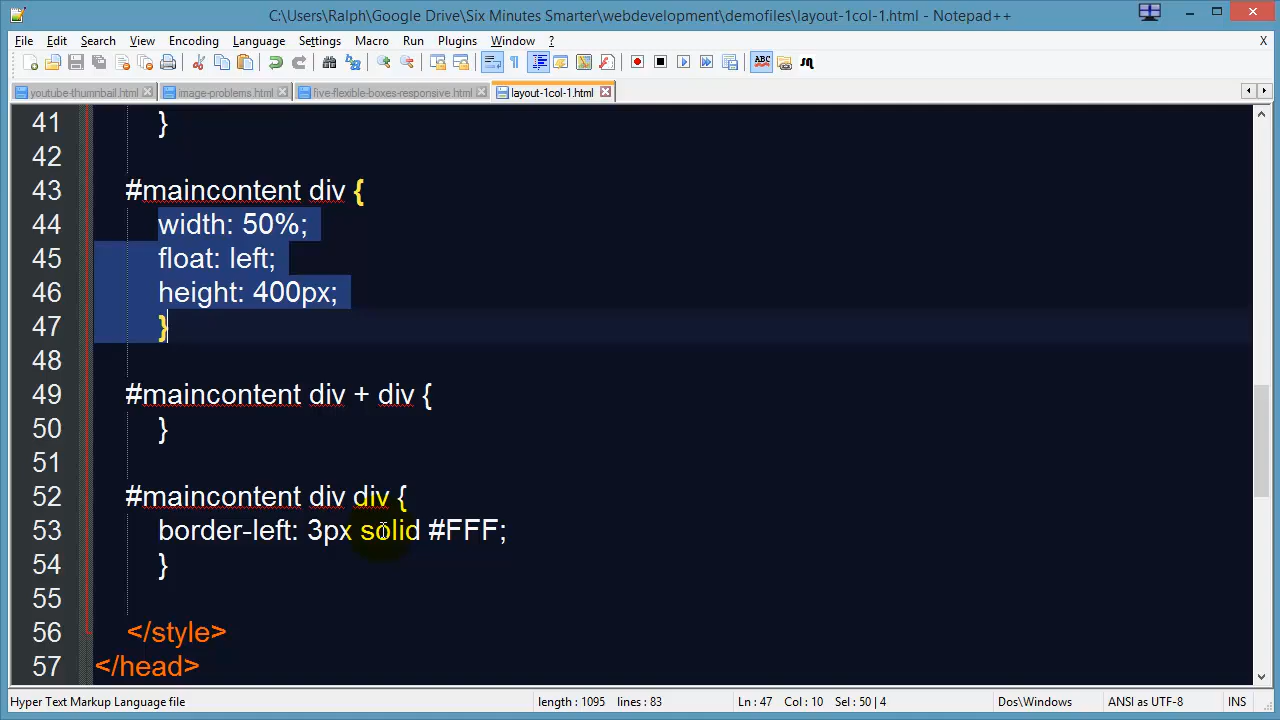 C:\Users\Ralph\Google Drive\Six Minutes Smarter\webdevelopment\demofiles\layout-1col-1.html - Notepad++
File Edit Search View Encoding Language Settings Macro Run Plugins Window ? X
youtube-thumbnail.html image-problems.html five-flexible-boxes-responsive.html layout-1col-1.html
41 }
42
43 #maincontent div {
44 width: 50%;
45 float: left;
46 height: 400px;
47 }
48
49 #maincontent div + div {
50 }
51
52 #maincontent div div {
53 border-left: 3px solid #FFF;
54 }
55
56 </style>
57 </head>
Hyper Text Markup Language file length : 1095 lines : 83 Ln : 47 Col : 10 Sel : 50 | 4 Dos\Windows ANSI as UTF-8 INS